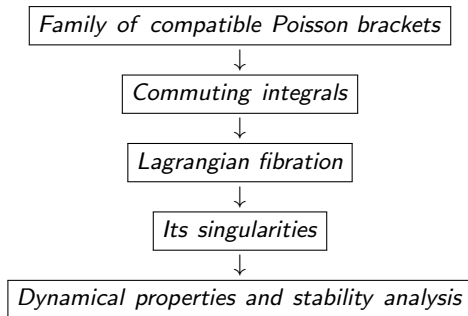 Family of compatible Poisson brackets
↓
Commuting integrals
↓
Lagrangian fibration
↓
Its singularities
↓
Dynamical properties and stability analysis